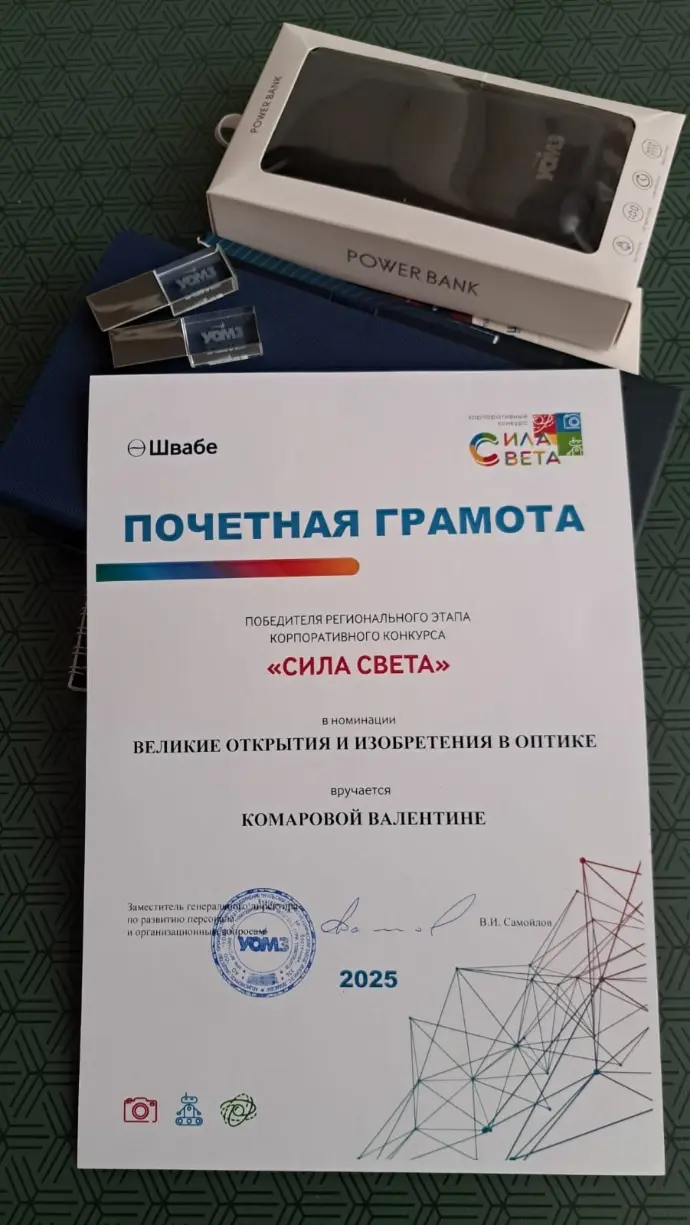 POWER BANK
УОМЗ
POWER BANK
УОМЗ
УОМЗ
Швабе
корпоративный
конкурс
СИЛА
СВЕТА
ПОЧЕТНАЯ ГРАМОТА
ПОБЕДИТЕЛЯ РЕГИОНАЛЬНОГО ЭТАПА
КОРПОРАТИВНОГО КОНКУРСА
«СИЛА СВЕТА»
в номинации
ВЕЛИКИЕ ОТКРЫТИЯ И ИЗОБРЕТЕНИЯ В ОПТИКЕ
вручается
КОМАРОВОЙ ВАЛЕНТИНЕ
Заместитель генерального директора
по развитию персонала
и организационным вопросам
УОМЗ
В.И. Самойлов
2025